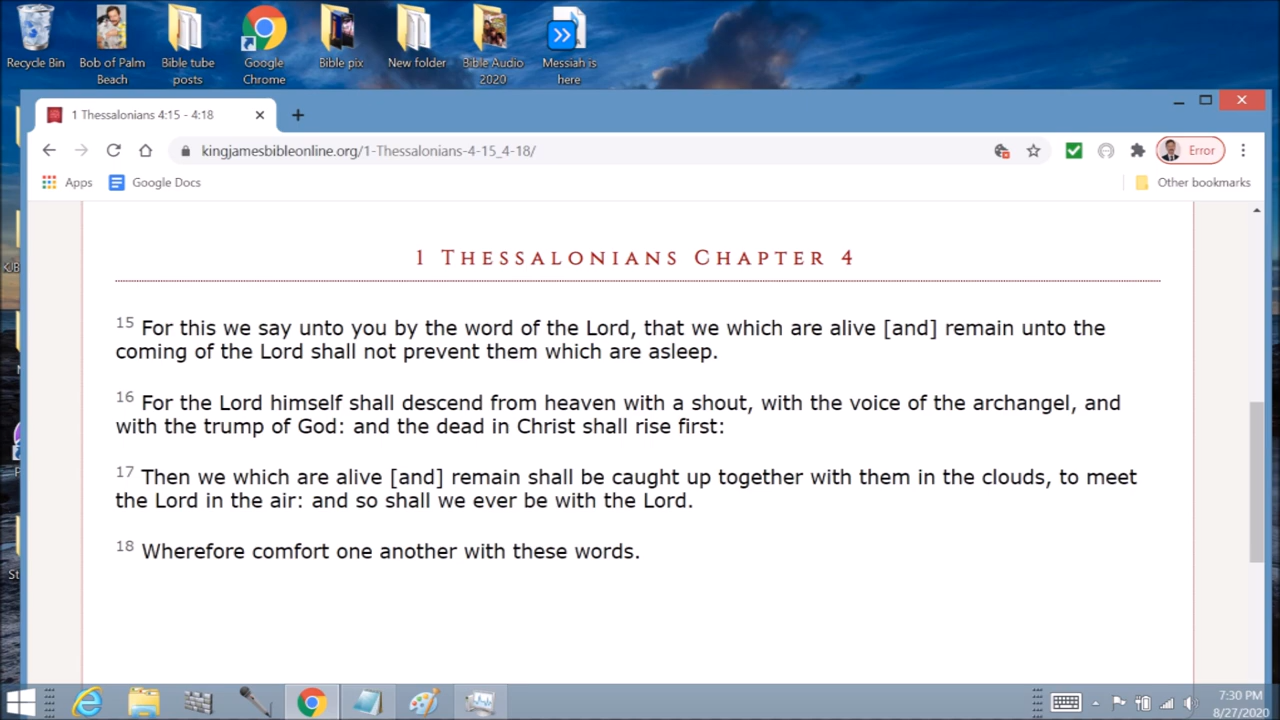 Recycle Bin
Bob of Palm
Beach
Bible tube
posts
Google
Chrome
Bible pix
New folder
Bible Audio
2020
Messiah is
here
1 Thessalonians 4:15 - 4:18
kingjamesbibleonline.org/1-Thessalonians-4-15_4-18/
Error
Apps
Google Docs
Other bookmarks
1 Thessalonians Chapter 4
15 For this we say unto you by the word of the Lord, that we which are alive [and] remain unto the
coming of the Lord shall not prevent them which are asleep.
16 For the Lord himself shall descend from heaven with a shout, with the voice of the archangel, and
with the trump of God: and the dead in Christ shall rise first:
17 Then we which are alive [and] remain shall be caught up together with them in the clouds, to meet
the Lord in the air: and so shall we ever be with the Lord.
18 Wherefore comfort one another with these words.
7:30 PM
8/27/2020